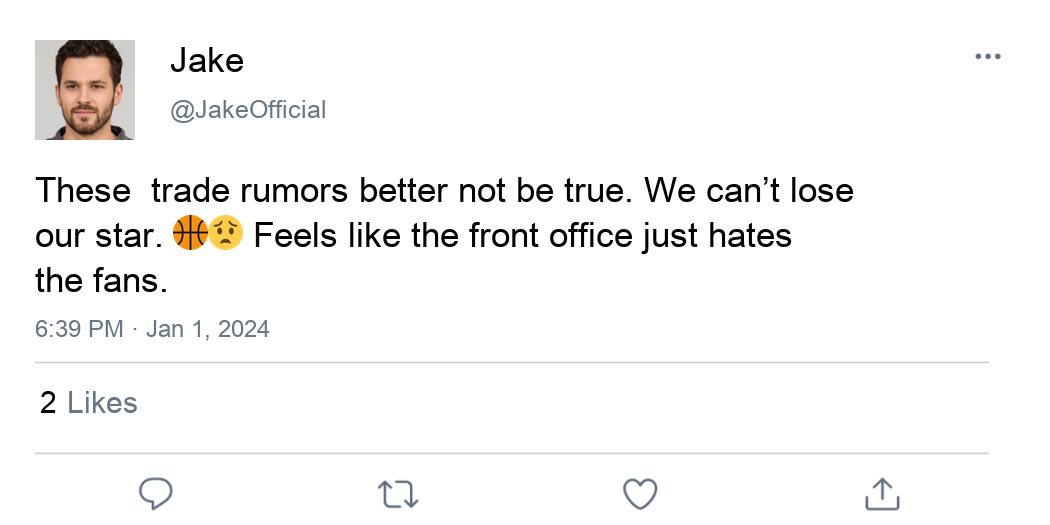 Jake
@JakeOfficial
These  trade rumors better not be true. We can’t lose
our star. 🏀😟 Feels like the front office just hates
the fans.
6:39 PM · Jan 1, 2024
2 Likes